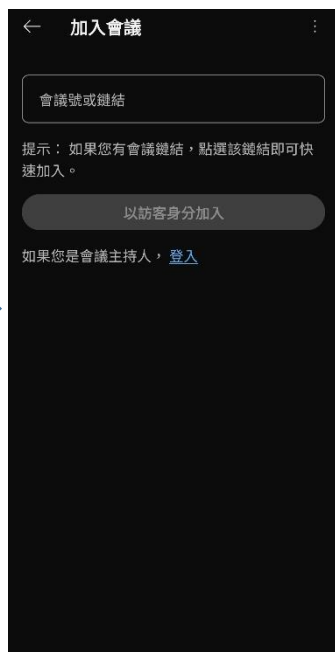 加入會議
會議號或鏈結
提示： 如果您有會議鏈結，點選該鏈結即可快
速加入。
以訪客身分加入
如果您是會議主持人， 登入